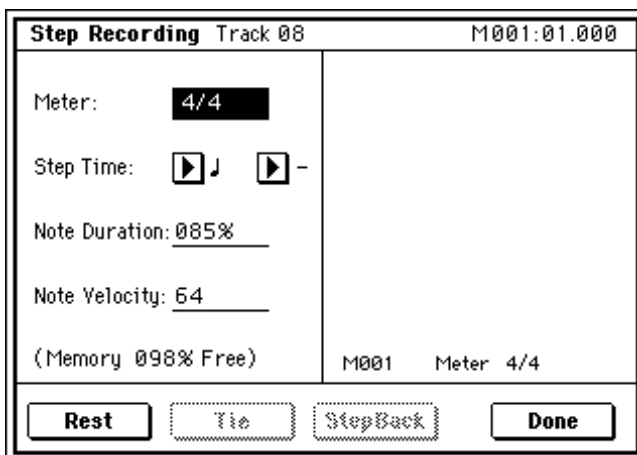 Step Recording Track 08 M001:01.000
Meter: 4/4
Step Time: ♩ -
Note Duration: 085%
Note Velocity: 64
(Memory 098% Free)
M001 Meter 4/4
Rest Tie StepBack Done